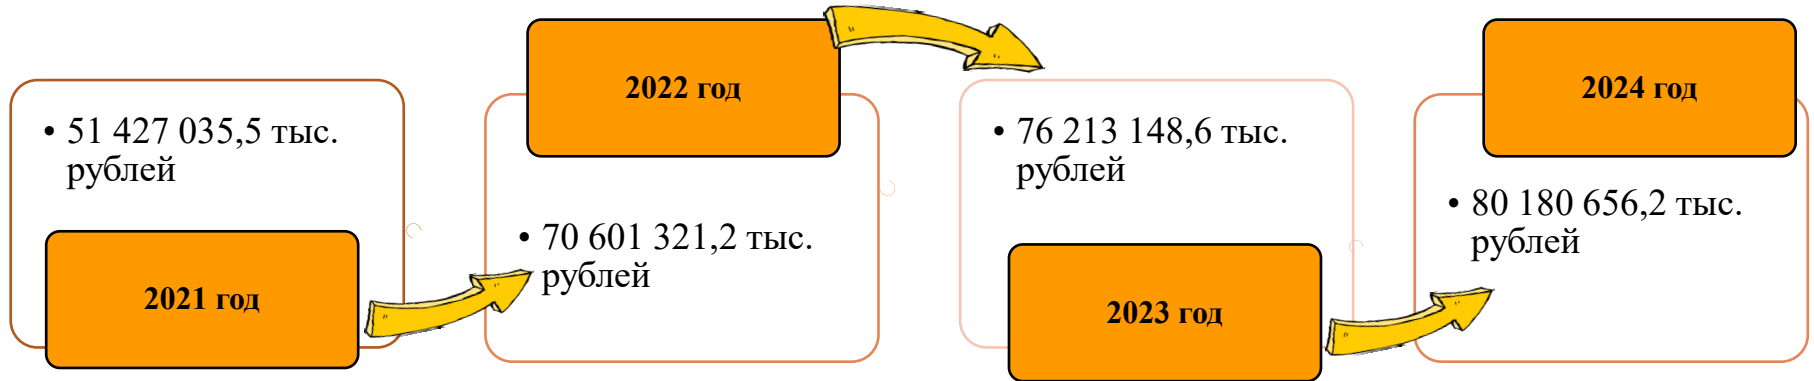 • 51 427 035,5 тыс.
рублей
2021 год
2022 год
• 70 601 321,2 тыс.
рублей
• 76 213 148,6 тыс.
рублей
2023 год
2024 год
• 80 180 656,2 тыс.
рублей